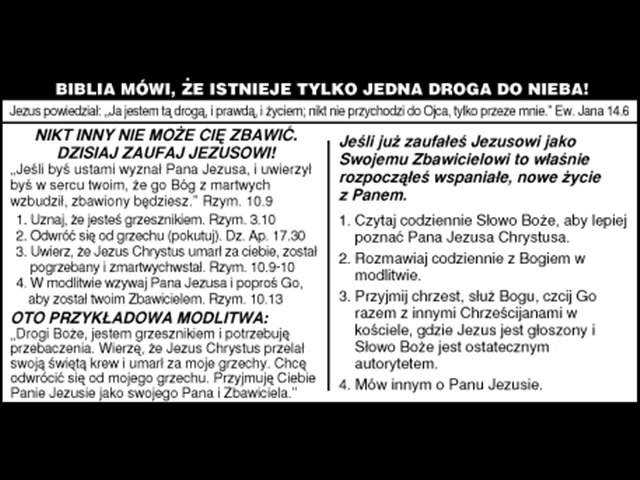 BIBLIA MÓWI, ŻE ISTNIEJE TYLKO JEDNA DROGA DO NIEBA!
Jezus powiedział: „Ja jestem tą drogą, i prawdą, i życiem; nikt nie przychodzi do Ojca, tylko przeze mnie.” Ew. Jana 14.6
NIKT INNY NIE MOŻE CIĘ ZBAWIĆ.
DZISIAJ ZAUFAJ JEZUSOWI!
„Jeśli byś ustami wyznał Pana Jezusa, i uwierzył
byś w sercu twoim, że go Bóg z martwych
wzbudził, zbawiony będziesz.” Rzym. 10.9
1. Uznaj, że jesteś grzesznikiem. Rzym. 3.10
2. Odwróć się od grzechu (pokutuj). Dz. Ap. 17.30
3. Uwierz, że Jezus Chrystus umarł za ciebie, został
pogrzebany i zmartwychwstał. Rzym. 10.9-10
4. W modlitwie wzywaj Pana Jezusa i poproś Go,
aby został twoim Zbawicielem. Rzym. 10.13
OTO PRZYKŁADOWA MODLITWA:
„Drogi Boże, jestem grzesznikiem i potrzebuję
przebaczenia. Wierzę, że Jezus Chrystus przelał
swoją świętą krew i umarł za moje grzechy. Chcę
odwrócić się od mojego grzechu. Przyjmuję Ciebie
Panie Jezusie jako swojego Pana i Zbawiciela.”
Jeśli już zaufałeś Jezusowi jako
Swojemu Zbawicielowi to właśnie
rozpocząłeś wspaniałe, nowe życie
z Panem.
1. Czytaj codziennie Słowo Boże, aby lepiej
poznać Pana Jezusa Chrystusa.
2. Rozmawiaj codziennie z Bogiem w
modlitwie.
3. Przyjmij chrzest, służ Bogu, czcij Go
razem z innymi Chrześcijanami w
kościele, gdzie Jezus jest głoszony i
Słowo Boże jest ostatecznym
autorytetem.
4. Mów innym o Panu Jezusie.